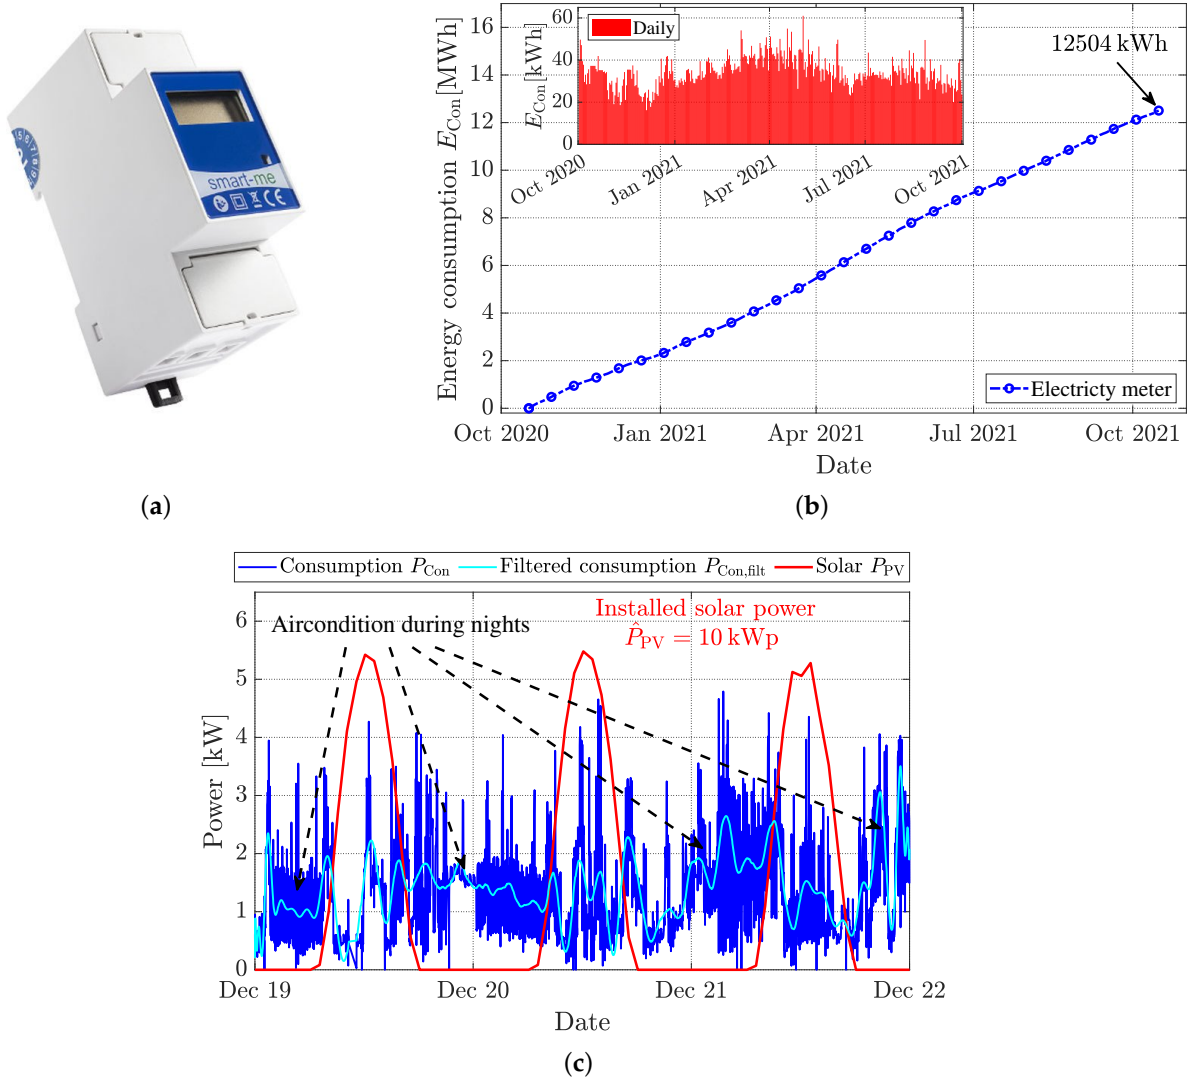 smart-me
CE
(a)
12504 kWh
Daily
E_Con[kWh]
60
40
20
0
Oct 2020
Jan 2021
Apr 2021
Jul 2021
Oct 2021
Energy consumption E_Con[MWh]
16
14
12
10
8
6
4
2
0
Electricty meter
Oct 2020
Jan 2021
Apr 2021
Jul 2021
Oct 2021
Date
(b)
Consumption P_Con
Filtered consumption P_Con,filt
Solar P_PV
Aircondition during nights
Installed solar power
P̂_PV = 10 kWp
Power [kW]
6
5
4
3
2
1
0
Dec 19
Dec 20
Dec 21
Dec 22
Date
(c)